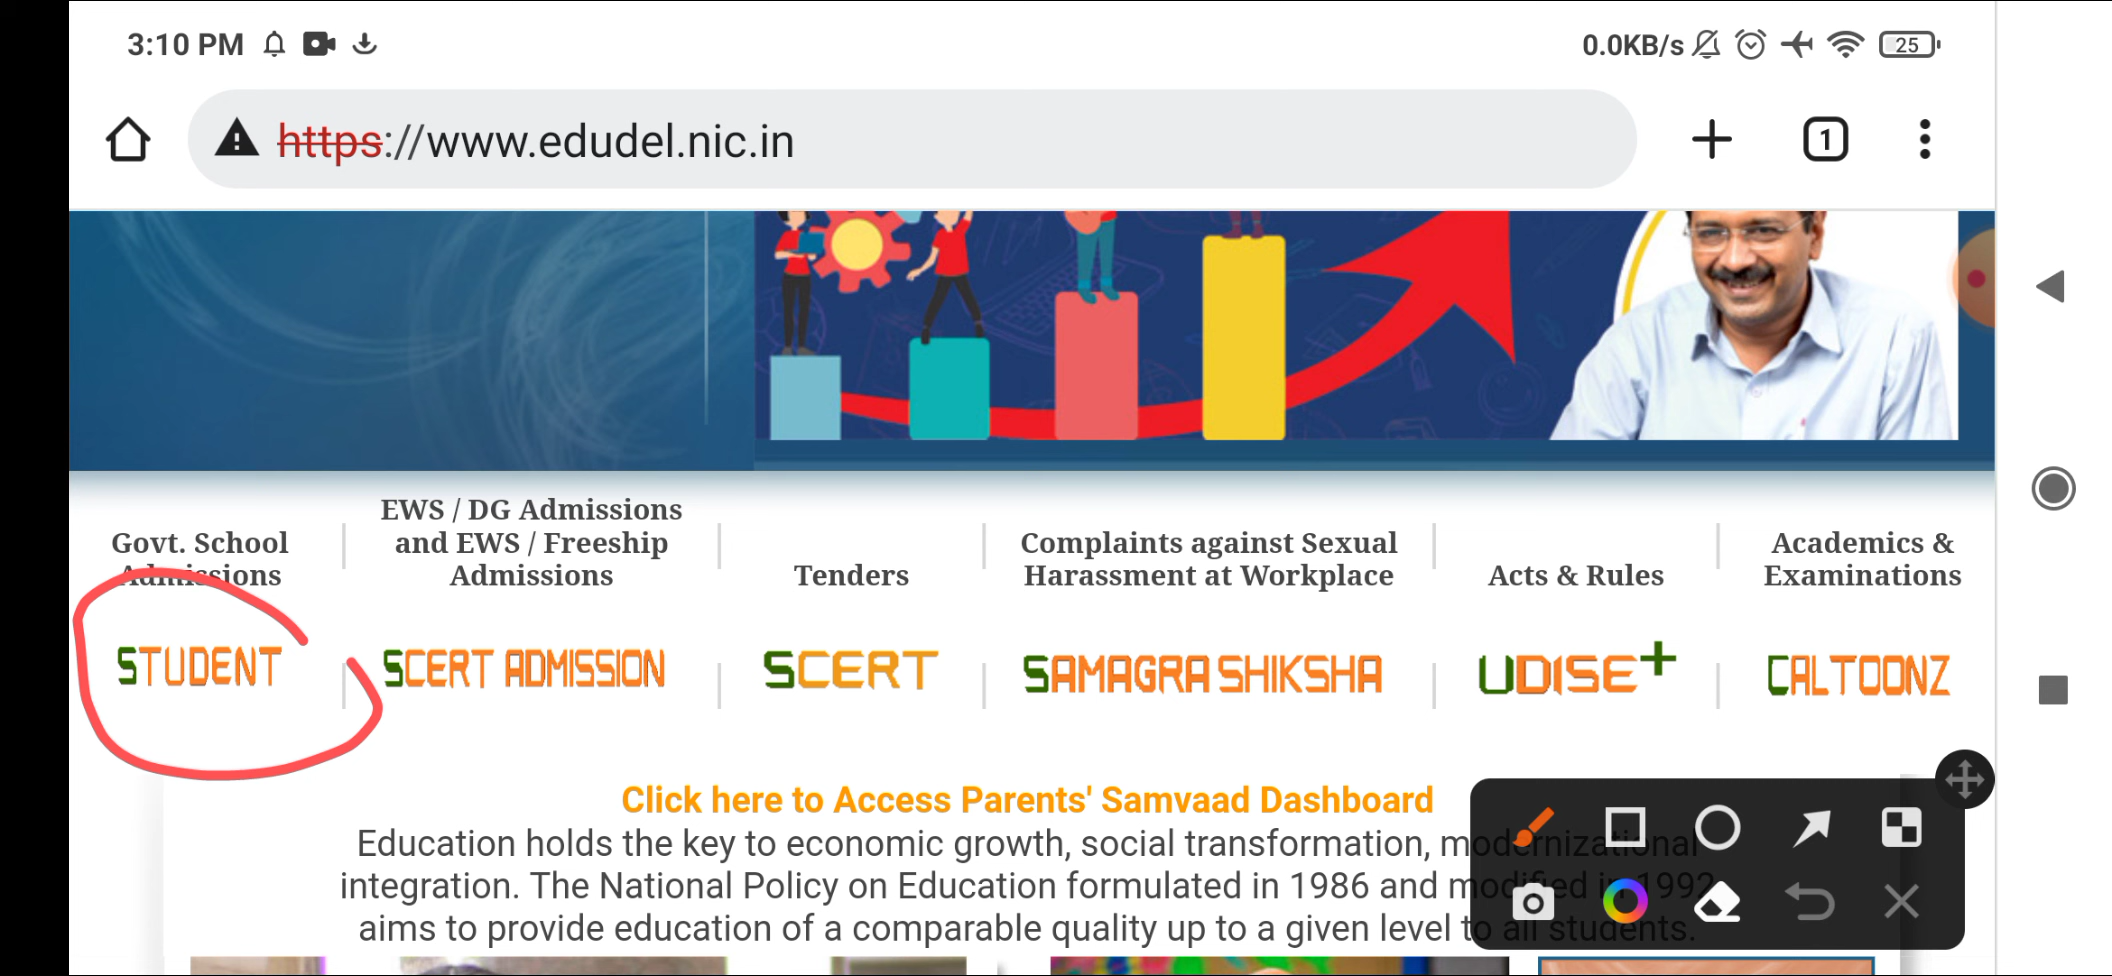 3:10 PM
0.0KB/s
25
https://www.edudel.nic.in
1
Govt. School
Admissions
EWS / DG Admissions
and EWS / Freeship
Admissions
Tenders
Complaints against Sexual
Harassment at Workplace
Acts & Rules
Academics &
Examinations
STUDENT
SCERT ADMISSION
SCERT
SAMAGRA SHIKSHA
UDISE+
CALTOONZ
Click here to Access Parents' Samvaad Dashboard
Education holds the key to economic growth, social transformation, modernizational
integration. The National Policy on Education formulated in 1986 and modified in 1992
aims to provide education of a comparable quality up to a given level to all students.